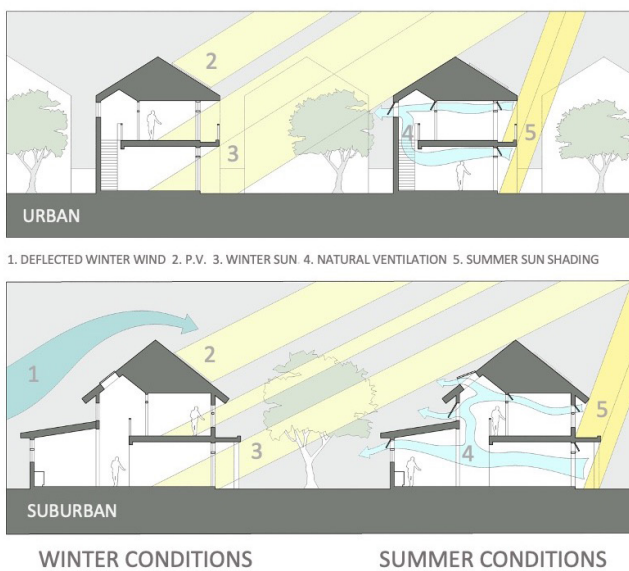 2
3
4
5
URBAN
1. DEFLECTED WINTER WIND 2. P.V. 3. WINTER SUN 4. NATURAL VENTILATION 5. SUMMER SUN SHADING
1
2
3
4
5
SUBURBAN
WINTER CONDITIONS
SUMMER CONDITIONS